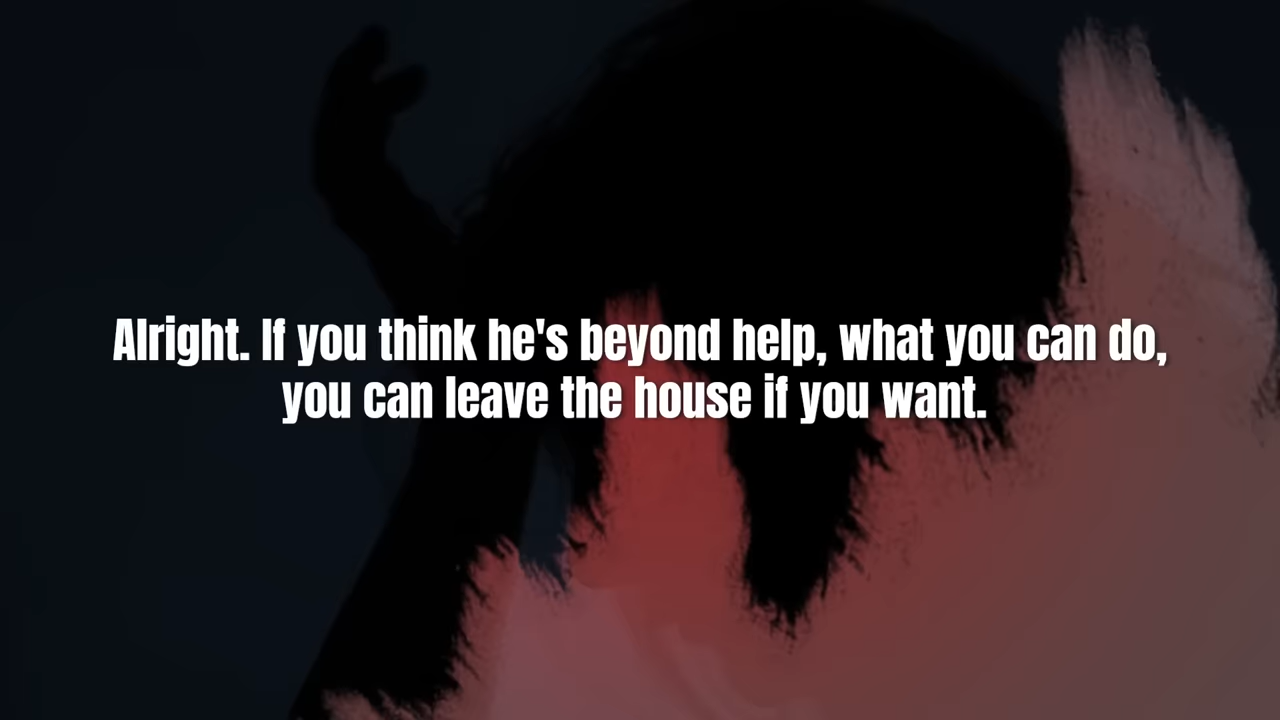 Alright. If you think he's beyond help, what you can do,
you can leave the house if you want.